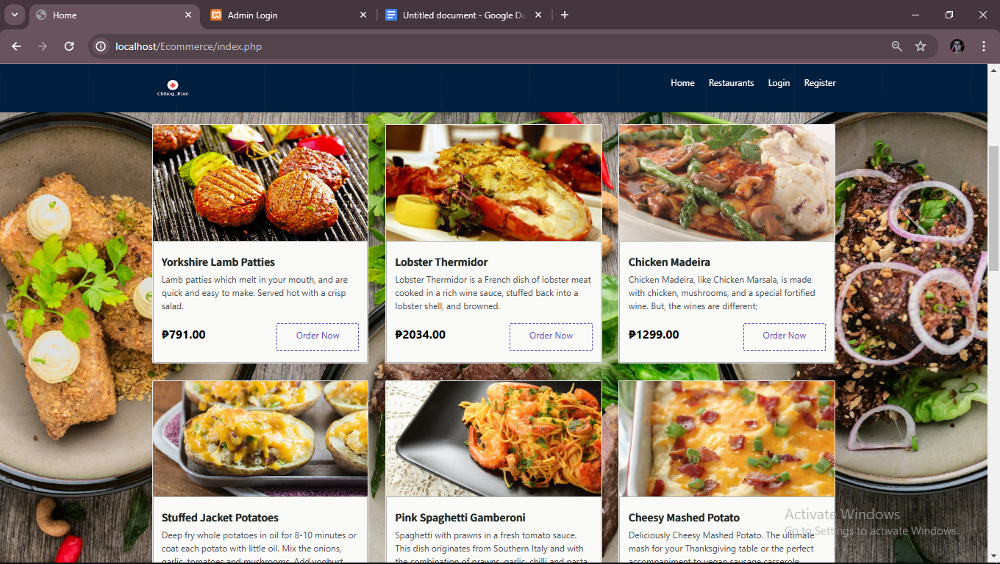 Home
Admin Login
Untitled document - Google Do
localhost/Ecommerce/index.php
Chibog_Itan!
Home Restaurants Login Register
Yorkshire Lamb Patties
Lamb patties which melt in your mouth, and are
quick and easy to make. Served hot with a crisp
salad.
₱791.00
Order Now
Lobster Thermidor
Lobster Thermidor is a French dish of lobster meat
cooked in a rich wine sauce, stuffed back into a
lobster shell, and browned.
₱2034.00
Order Now
Chicken Madeira
Chicken Madeira, like Chicken Marsala, is made
with chicken, mushrooms, and a special fortified
wine. But, the wines are different;
₱1299.00
Order Now
Stuffed Jacket Potatoes
Deep fry whole potatoes in oil for 8-10 minutes or
coat each potato with little oil. Mix the onions,
garlic, tomatoes and mushrooms. Add yoghurt,
Pink Spaghetti Gamberoni
Spaghetti with prawns in a fresh tomato sauce.
This dish originates from Southern Italy and with
the combination of prawns, garlic, chilli and pasta.
Cheesy Mashed Potato
Deliciously Cheesy Mashed Potato. The ultimate
mash for your Thanksgiving table or the perfect
accompaniment to vegan sausage casserole.
Activate Windows
Go to Settings to activate Windows.